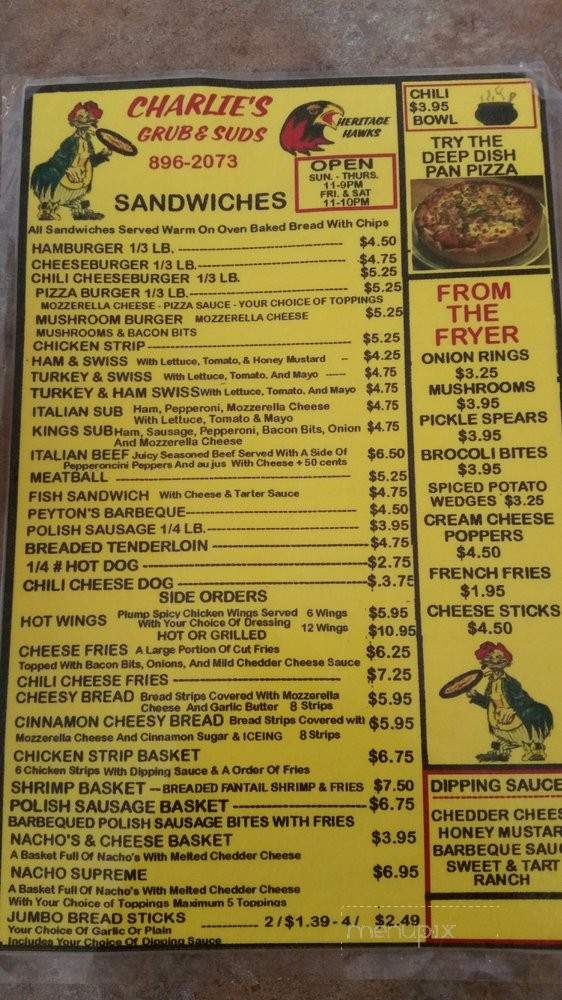 CHARLIE'S
GRUB & SUDS
896-2073
HERITAGE
HAWKS
OPEN
SUN. - THURS.
11-9PM
FRI. & SAT
11-10PM
SANDWICHES
All Sandwiches Served Warm On Oven Baked Bread With Chips
HAMBURGER 1/3 LB. $4.50
CHEESEBURGER 1/3 LB. $4.75
CHILI CHEESEBURGER 1/3 LB. $5.25
PIZZA BURGER 1/3 LB. $5.25
MOZZERELLA CHEESE - PIZZA SAUCE - YOUR CHOICE OF TOPPINGS
MUSHROOM BURGER MOZZERELLA CHEESE $5.25
MUSHROOMS & BACON BITS
CHICKEN STRIP $5.25
HAM & SWISS With Lettuce, Tomato, & Honey Mustard -- $4.25
TURKEY & SWISS With Lettuce, Tomato, And Mayo ----- $4.75
TURKEY & HAM SWISS With Lettuce, Tomato. And Mayo $4.75
ITALIAN SUB Ham, Pepperoni, Mozzerella Cheese $4.75
With Lettuce, Tomato & Mayo
KINGS SUB Ham, Sausage, Pepperoni, Bacon Bits, Onion $4.75
And Mozzerella Cheese
ITALIAN BEEF Juicy Seasoned Beef Served With A Side Of $6.50
Pepperoncini Peppers And au jus With Cheese + 50 cents
MEATBALL $5.25
FISH SANDWICH With Cheese & Tarter Sauce $4.75
PEYTON'S BARBEQUE $4.50
POLISH SAUSAGE 1/4 LB. $3.95
BREADED TENDERLOIN $4.75
1/4 # HOT DOG $2.75
CHILI CHEESE DOG $.3.75
SIDE ORDERS
HOT WINGS Plump Spicy Chicken Wings Served 6 Wings $5.95
With Your Choice Of Dressing 12 Wings $10.95
HOT OR GRILLED
CHEESE FRIES A Large Portion Of Cut Fries $6.25
Topped With Bacon Bits, Onions, And Mild Chedder Cheese Sauce
CHILI CHEESE FRIES $7.25
CHEESY BREAD Bread Strips Covered With Mozzerella $5.95
Cheese And Garlic Butter 8 Strips
CINNAMON CHEESY BREAD Bread Strips Covered with $5.95
Mozzerella Cheese And Cinnamon Sugar & ICEING 8 Strips
CHICKEN STRIP BASKET $6.75
6 Chicken Strips With Dipping Sauce & A Order Of Fries
SHRIMP BASKET -- BREADED FANTAIL SHRIMP & FRIES $7.50
POLISH SAUSAGE BASKET $6.75
BARBEQUED POLISH SAUSAGE BITES WITH FRIES
NACHO'S & CHEESE BASKET $3.95
A Basket Full Of Nacho's With Melted Chedder Cheese
NACHO SUPREME $6.95
A Basket Full Of Nacho's With Melted Chedder Cheese
With Your Choice of Toppings Maximum 5 Toppings
JUMBO BREAD STICKS 2 / $1.39 - 4 / $2.49
Your Choice Of Garlic Or Plain
Includes Your Choice Of Dipping Sauce
CHILI
$3.95
BOWL
TRY THE
DEEP DISH
PAN PIZZA
FROM
THE
FRYER
ONION RINGS
$3.25
MUSHROOMS
$3.95
PICKLE SPEARS
$3.95
BROCOLI BITES
$3.95
SPICED POTATO
WEDGES $3.25
CREAM CHEESE
POPPERS
$4.50
FRENCH FRIES
$1.95
CHEESE STICKS
$4.50
DIPPING SAUCE
CHEDDER CHEES
HONEY MUSTAR
BARBEQUE SAU
SWEET & TART
RANCH
menupix